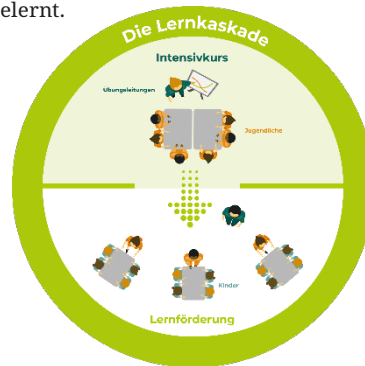 elernt.
Die Lernkaskade
Intensivkurs
Übungsleitungen
Jugendliche
Kinder
Lernförderung